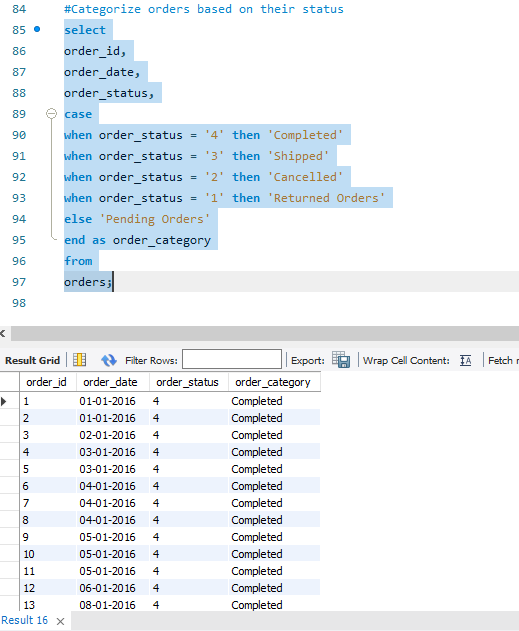 84 #Categorize orders based on their status
85 select
86 order_id,
87 order_date,
88 order_status,
89 case
90 when order_status = '4' then 'Completed'
91 when order_status = '3' then 'Shipped'
92 when order_status = '2' then 'Cancelled'
93 when order_status = '1' then 'Returned Orders'
94 else 'Pending Orders'
95 end as order_category
96 from
97 orders;
98
Result Grid Filter Rows: Export: Wrap Cell Content: Fetch r
order_id order_date order_status order_category
1 01-01-2016 4 Completed
2 01-01-2016 4 Completed
3 02-01-2016 4 Completed
4 03-01-2016 4 Completed
5 03-01-2016 4 Completed
6 04-01-2016 4 Completed
7 04-01-2016 4 Completed
8 04-01-2016 4 Completed
9 05-01-2016 4 Completed
10 05-01-2016 4 Completed
11 05-01-2016 4 Completed
12 06-01-2016 4 Completed
13 08-01-2016 4 Completed
Result 16